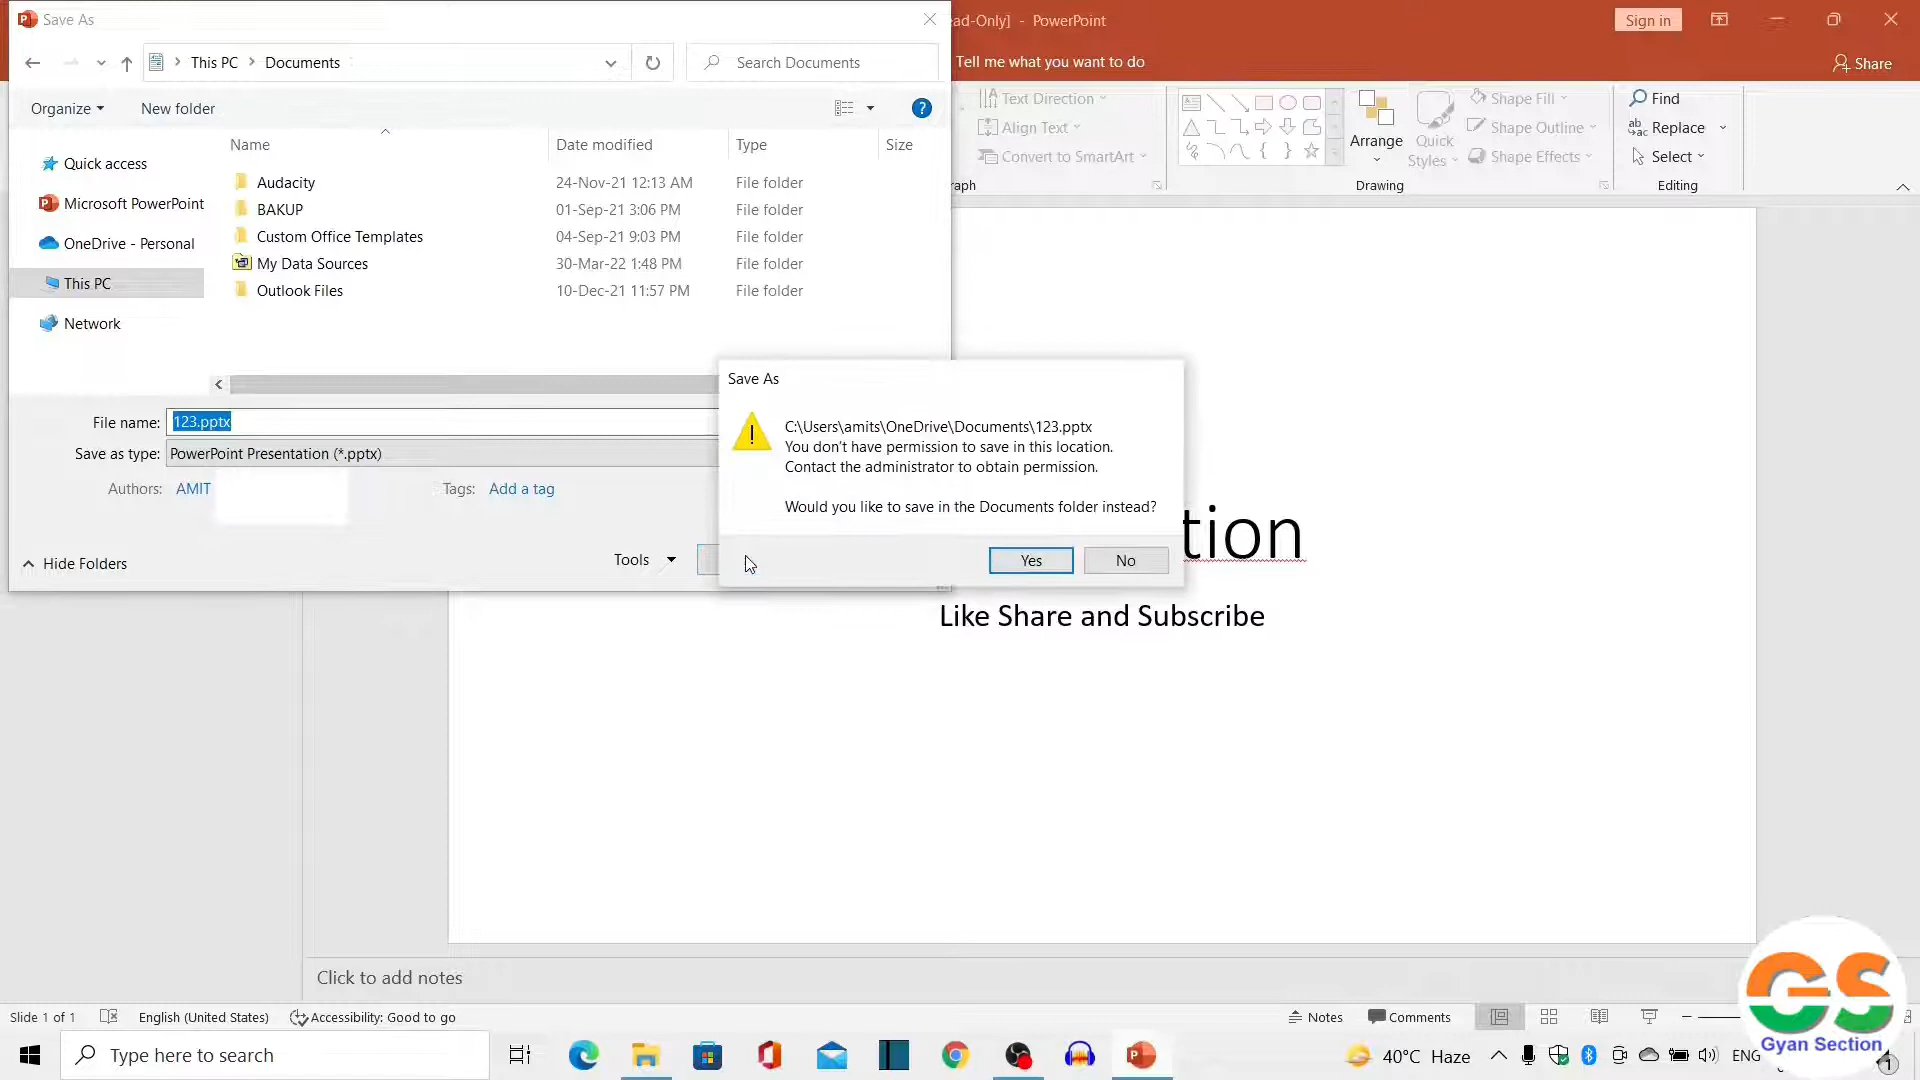 Save As
ead-Only] - PowerPoint
Sign in
This PC
Documents
Search Documents
Tell me what you want to do
Share
Organize
New folder
Text Direction
Align Text
Convert to SmartArt
Arrange
Quick
Styles
Shape Fill
Shape Outline
Shape Effects
Find
Replace
Select
raph
Drawing
Editing
Name
Date modified
Type
Size
Quick access
Microsoft PowerPoint
OneDrive - Personal
This PC
Network
Audacity 24-Nov-21 12:13 AM File folder
BAKUP 01-Sep-21 3:06 PM File folder
Custom Office Templates 04-Sep-21 9:03 PM File folder
My Data Sources 30-Mar-22 1:48 PM File folder
Outlook Files 10-Dec-21 11:57 PM File folder
File name: 123.pptx
Save as type: PowerPoint Presentation (*.pptx)
Authors: AMIT
Tags: Add a tag
Hide Folders
Tools
Save As
C:\Users\amits\OneDrive\Documents\123.pptx
You don't have permission to save in this location.
Contact the administrator to obtain permission.
Would you like to save in the Documents folder instead?
Yes
No
tion
Like Share and Subscribe
Click to add notes
GS
Gyan Section
Slide 1 of 1
English (United States)
Accessibility: Good to go
Notes
Comments
Type here to search
40°C Haze
ENG
1